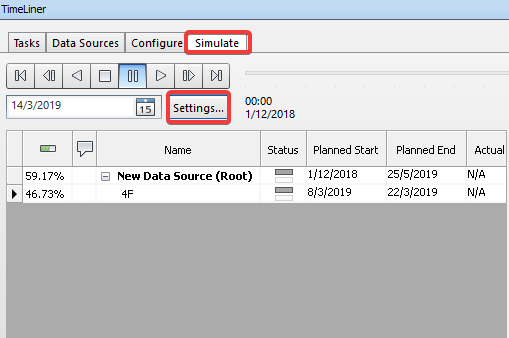 TimeLiner
Tasks Data Sources Configure Simulate
14/3/2019 15 Settings... 00:00
1/12/2018
Name Status Planned Start Planned End Actual
59.17% New Data Source (Root) 1/12/2018 25/5/2019 N/A
46.73% 4F 8/3/2019 22/3/2019 N/A